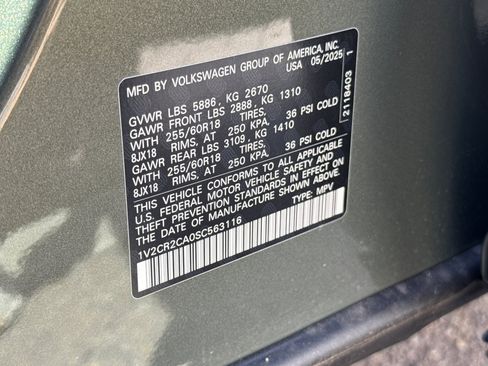 MFD BY VOLKSWAGEN GROUP OF AMERICA, INC.
USA 05/2025
GVWR LBS 5886, KG 2670
GAWR FRONT LBS 2888, KG 1310
WITH 255/60R18 TIRES,
8JX18 RIMS, AT 250 KPA, 36 PSI COLD
GAWR REAR LBS 3109, KG 1410
WITH 255/60R18 TIRES,
8JX18 RIMS, AT 250 KPA, 36 PSI COLD
THIS VEHICLE CONFORMS TO ALL APPLICABLE
U.S. FEDERAL MOTOR VEHICLE SAFETY AND
THEFT PREVENTION STANDARDS IN EFFECT ON
THE DATE OF MANUFACTURE SHOWN ABOVE.
1V2CR2CA0SC563116 TYPE: MPV
2118403 1